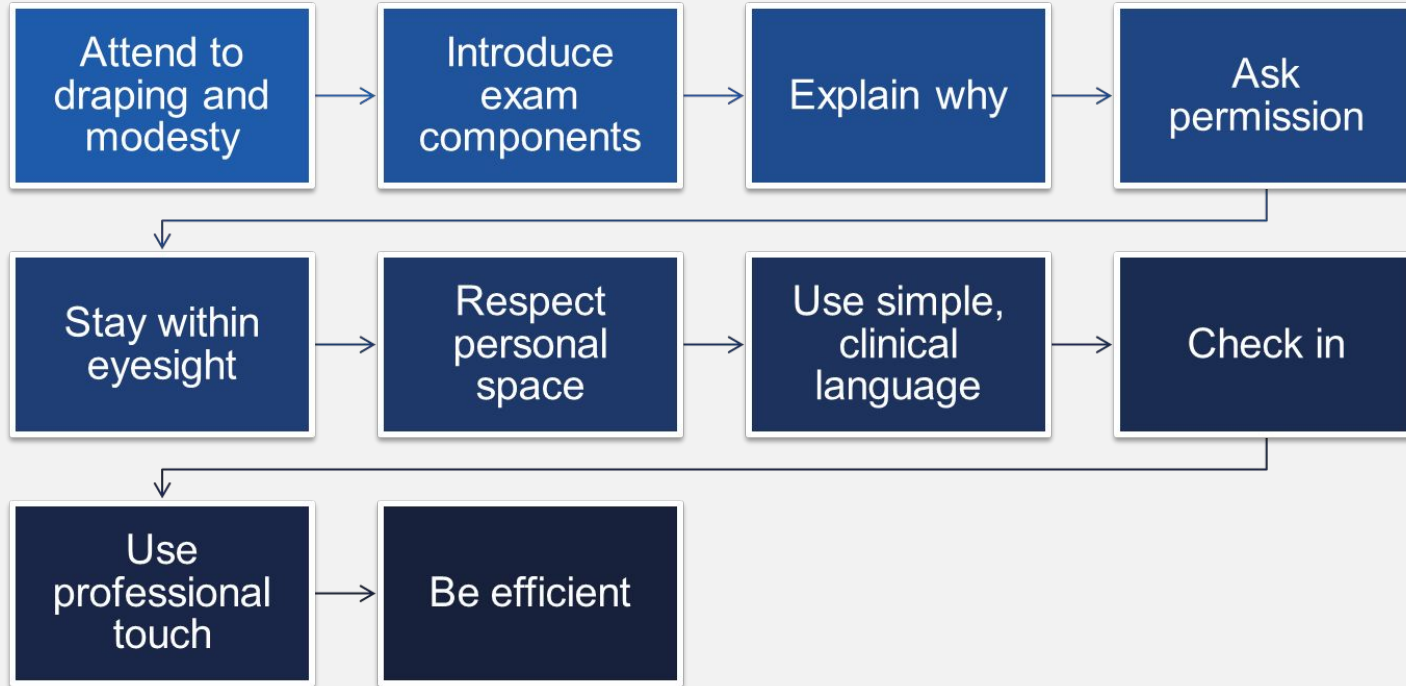 Attend to
draping and
modesty
Introduce
exam
components
Explain why
Ask
permission
Stay within
eyesight
Respect
personal
space
Use simple,
clinical
language
Check in
Use
professional
touch
Be efficient